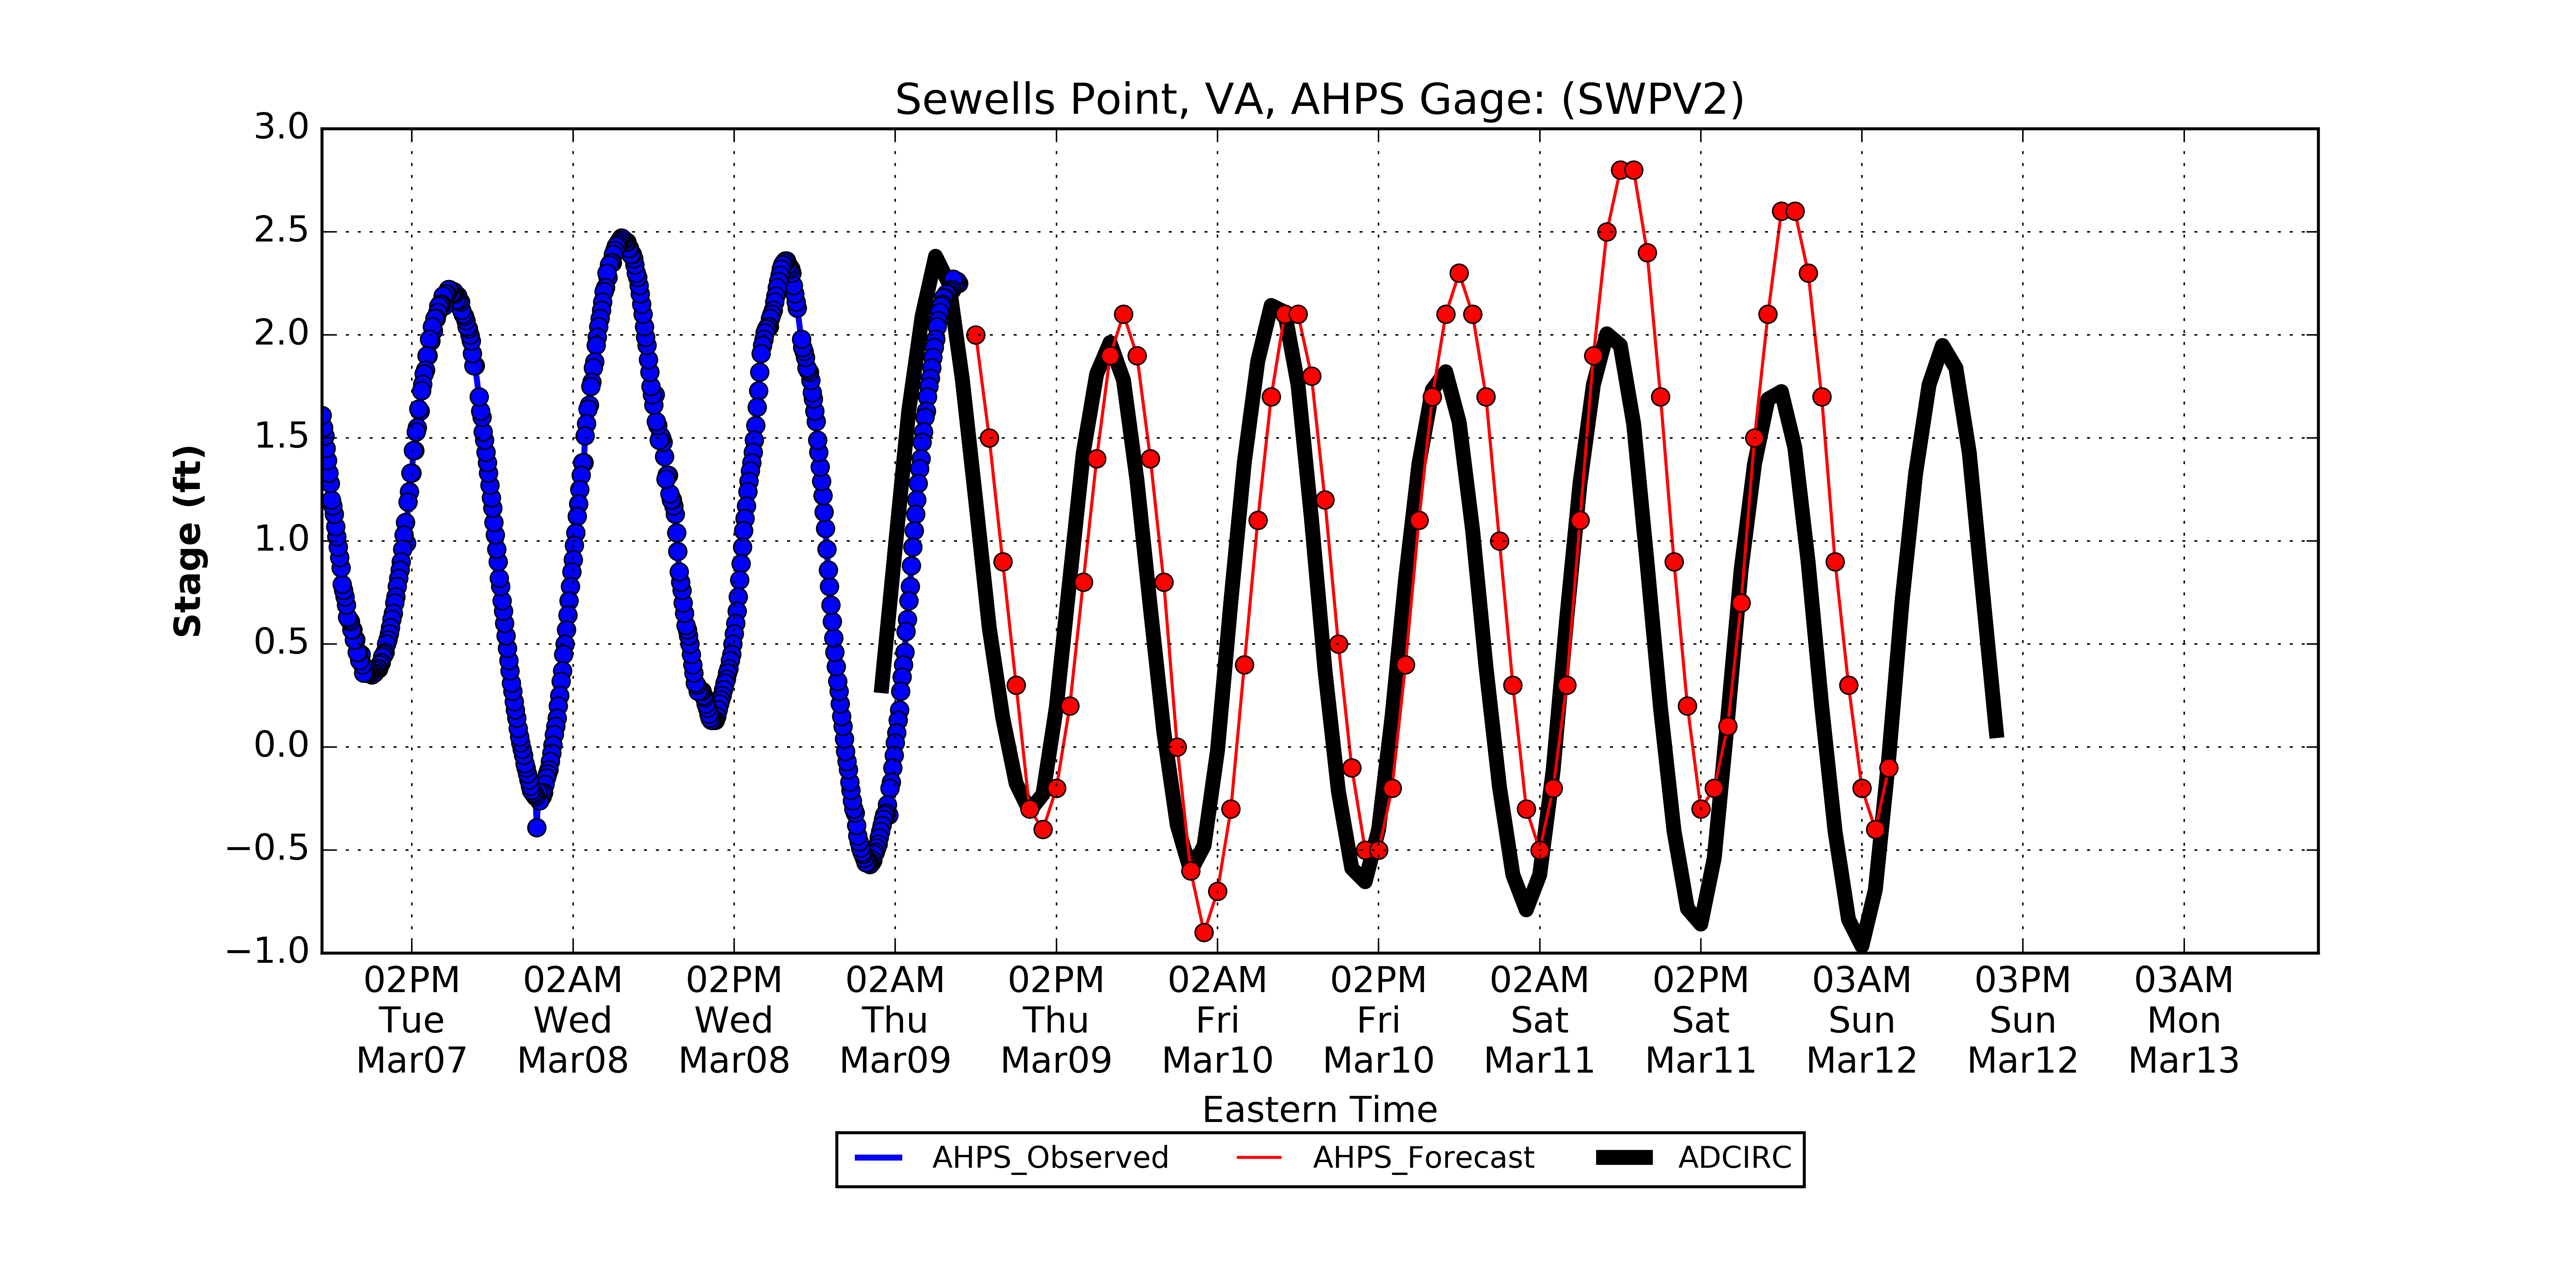 Sewells Point, VA, AHPS Gage: (SWPV2)
3.0
2.5
2.0
1.5
1.0
0.5
0.0
−0.5
−1.0
Stage (ft)
02PM 02AM 02PM 02AM 02PM 02AM 02PM 02AM 02PM 03AM 03PM 03AM
Tue Wed Wed Thu Thu Fri Fri Sat Sat Sun Sun Mon
Mar07 Mar08 Mar08 Mar09 Mar09 Mar10 Mar10 Mar11 Mar11 Mar12 Mar12 Mar13
Eastern Time
AHPS_Observed AHPS_Forecast ADCIRC